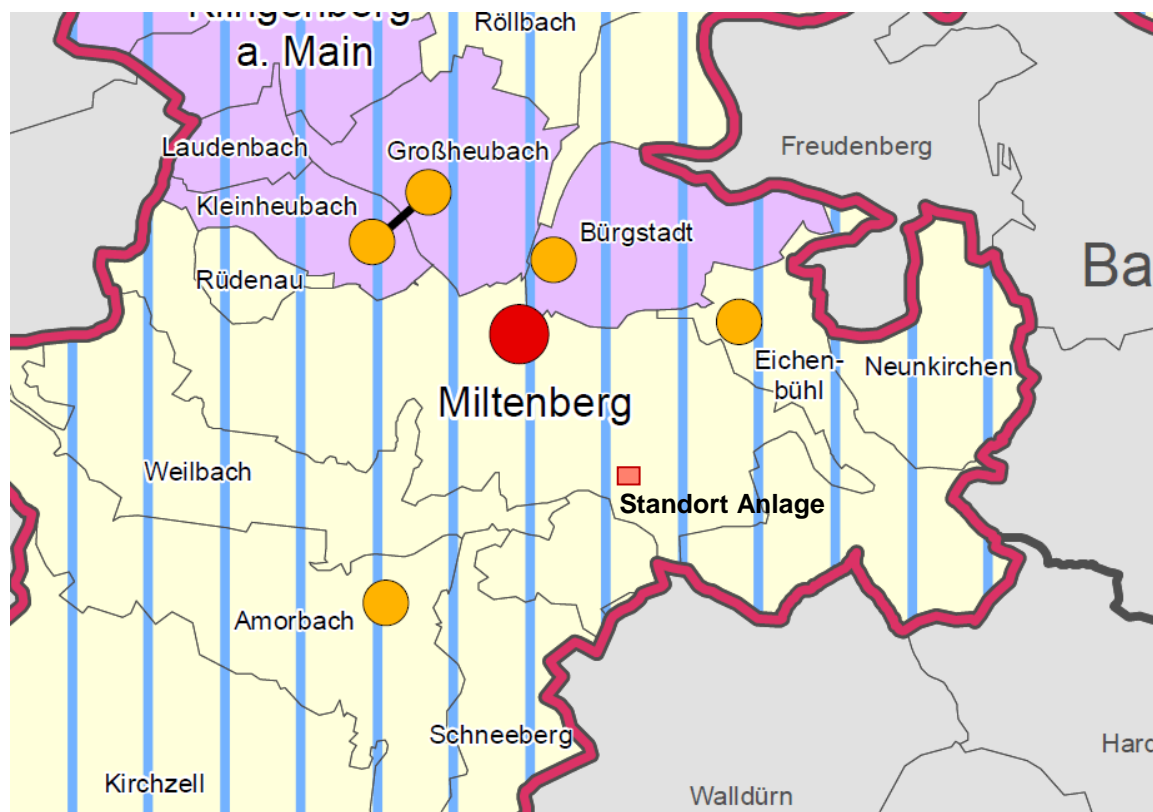 Klingenberg
a. Main
Röllbach
Laudenbach
Großheubach
Freudenberg
Kleinheubach
Bürgstadt
Rüdenau
Ba
Eichen-
bühl
Neunkirchen
Miltenberg
Weilbach
Standort Anlage
Amorbach
Schneeberg
Hard
Kirchzell
Walldürn